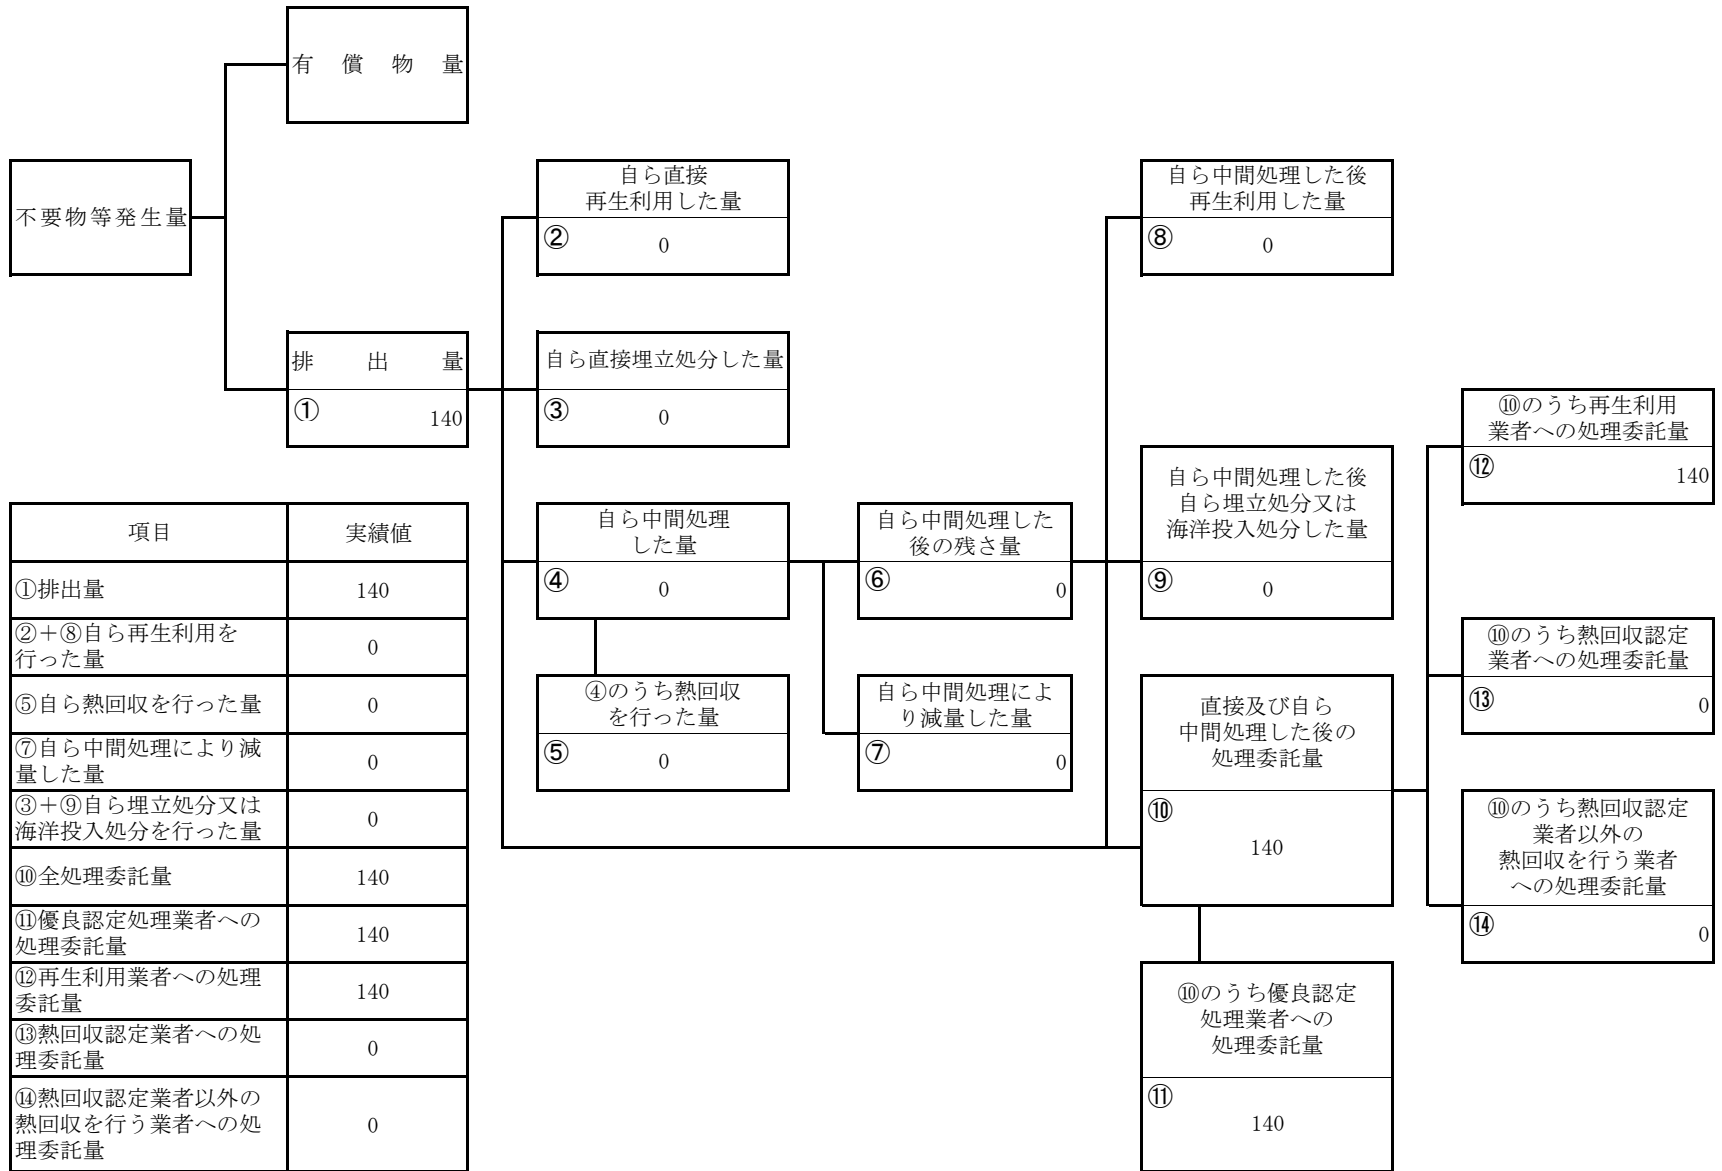 有償物量
不要物等発生量
排出量
①
140
自ら直接
再生利用した量
②
0
自ら直接埋立処分した量
③
0
自ら中間処理
した量
④
0
④のうち熱回収
を行った量
⑤
0
自ら中間処理した
後の残さ量
⑥
0
自ら中間処理によ
り減量した量
⑦
0
自ら中間処理した後
再生利用した量
⑧
0
自ら中間処理した後
自ら埋立処分又は
海洋投入処分した量
⑨
0
直接及び自ら
中間処理した後の
処理委託量
⑩
140
⑩のうち優良認定
処理業者への
処理委託量
⑪
140
⑩のうち再生利用
業者への処理委託量
⑫
140
⑩のうち熱回収認定
業者への処理委託量
⑬
0
⑩のうち熱回収認定
業者以外の
熱回収を行う業者
への処理委託量
⑭
0
項目 実績値
①排出量 140
②＋⑧自ら再生利用を
行った量
0
⑤自ら熱回収を行った量 0
⑦自ら中間処理により減
量した量
0
③＋⑨自ら埋立処分又は
海洋投入処分を行った量
0
⑩全処理委託量 140
⑪優良認定処理業者への
処理委託量
140
⑫再生利用業者への処理
委託量
140
⑬熱回収認定業者への処
理委託量
0
⑭熱回収認定業者以外の
熱回収を行う業者への処
理委託量
0